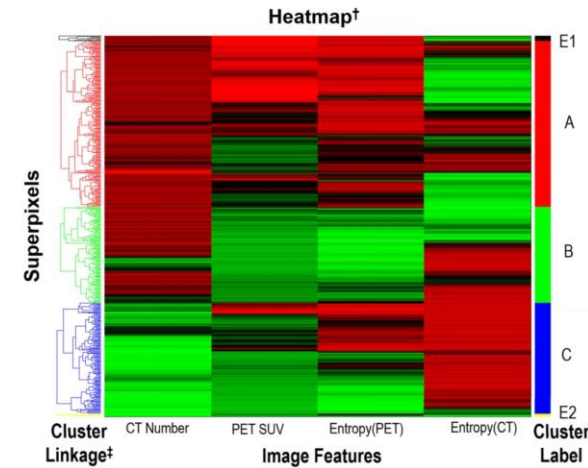 Heatmap†
Superpixels
E1
A
B
C
E2
CT Number PET SUV Entropy(PET) Entropy(CT)
Cluster Linkage‡
Image Features
Cluster Label